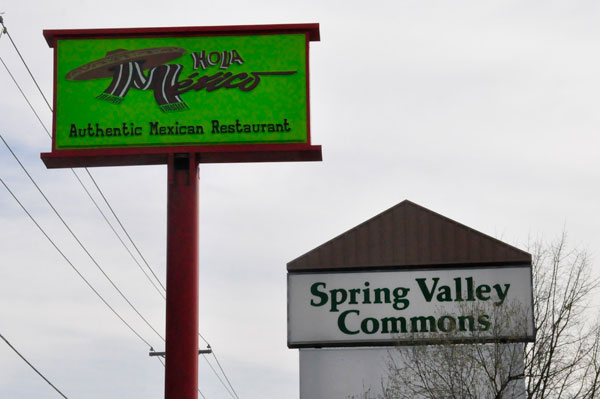 HOLA
México
Authentic Mexican Restaurant
Spring Valley
Commons